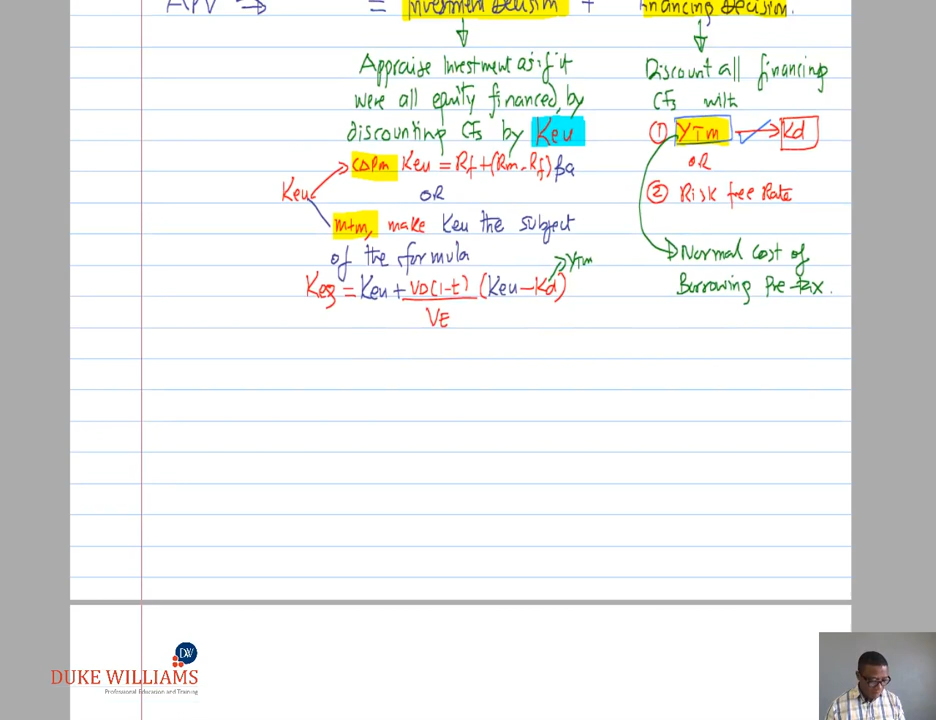 APV ⇒ = Investment Decision + Financing Decision.
Appraise Investment as if it
were all equity financed, by
discounting CFs by Keu
Discount all financing
CFs with
① YTM → Kd
OR
② Risk free Rate
Normal Cost of
Borrowing Pre-tax.
Keu
CAPM Keu = Rf + (Rm - Rf) βa
OR
M+M, make Keu the subject
of the formula
YTM
Keg = Keu + VD(1-t) (Keu - Kd)
VE
DUKE WILLIAMS
Professional Education and Training
DW